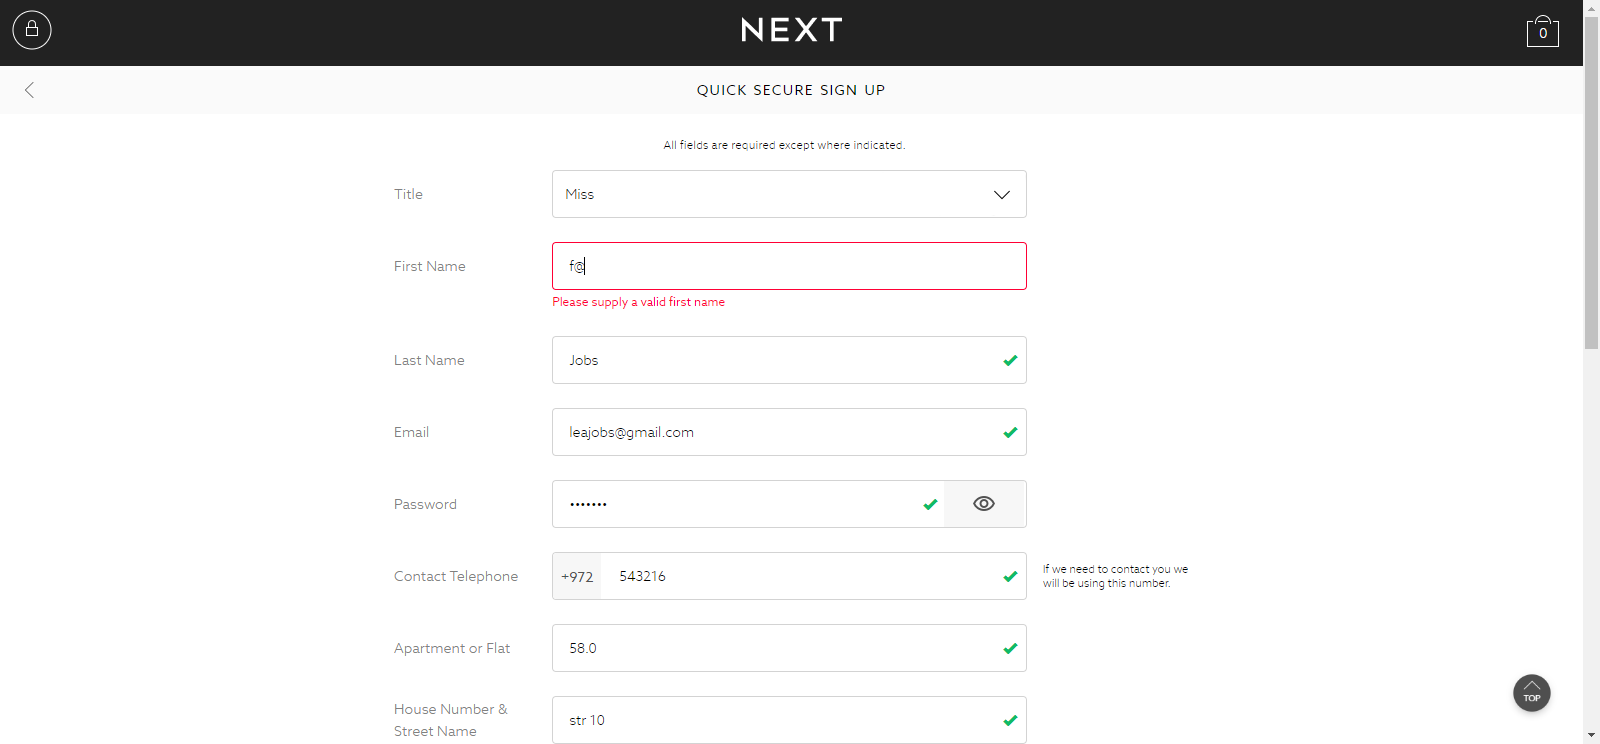 NEXT
0
QUICK SECURE SIGN UP
All fields are required except where indicated.
Title
Miss
First Name
f@
Please supply a valid first name
Last Name
Jobs
Email
leajobs@gmail.com
Password
•••••••
Contact Telephone
+972
543216
If we need to contact you we
will be using this number.
Apartment or Flat
58.0
House Number &
Street Name
str 10
TOP